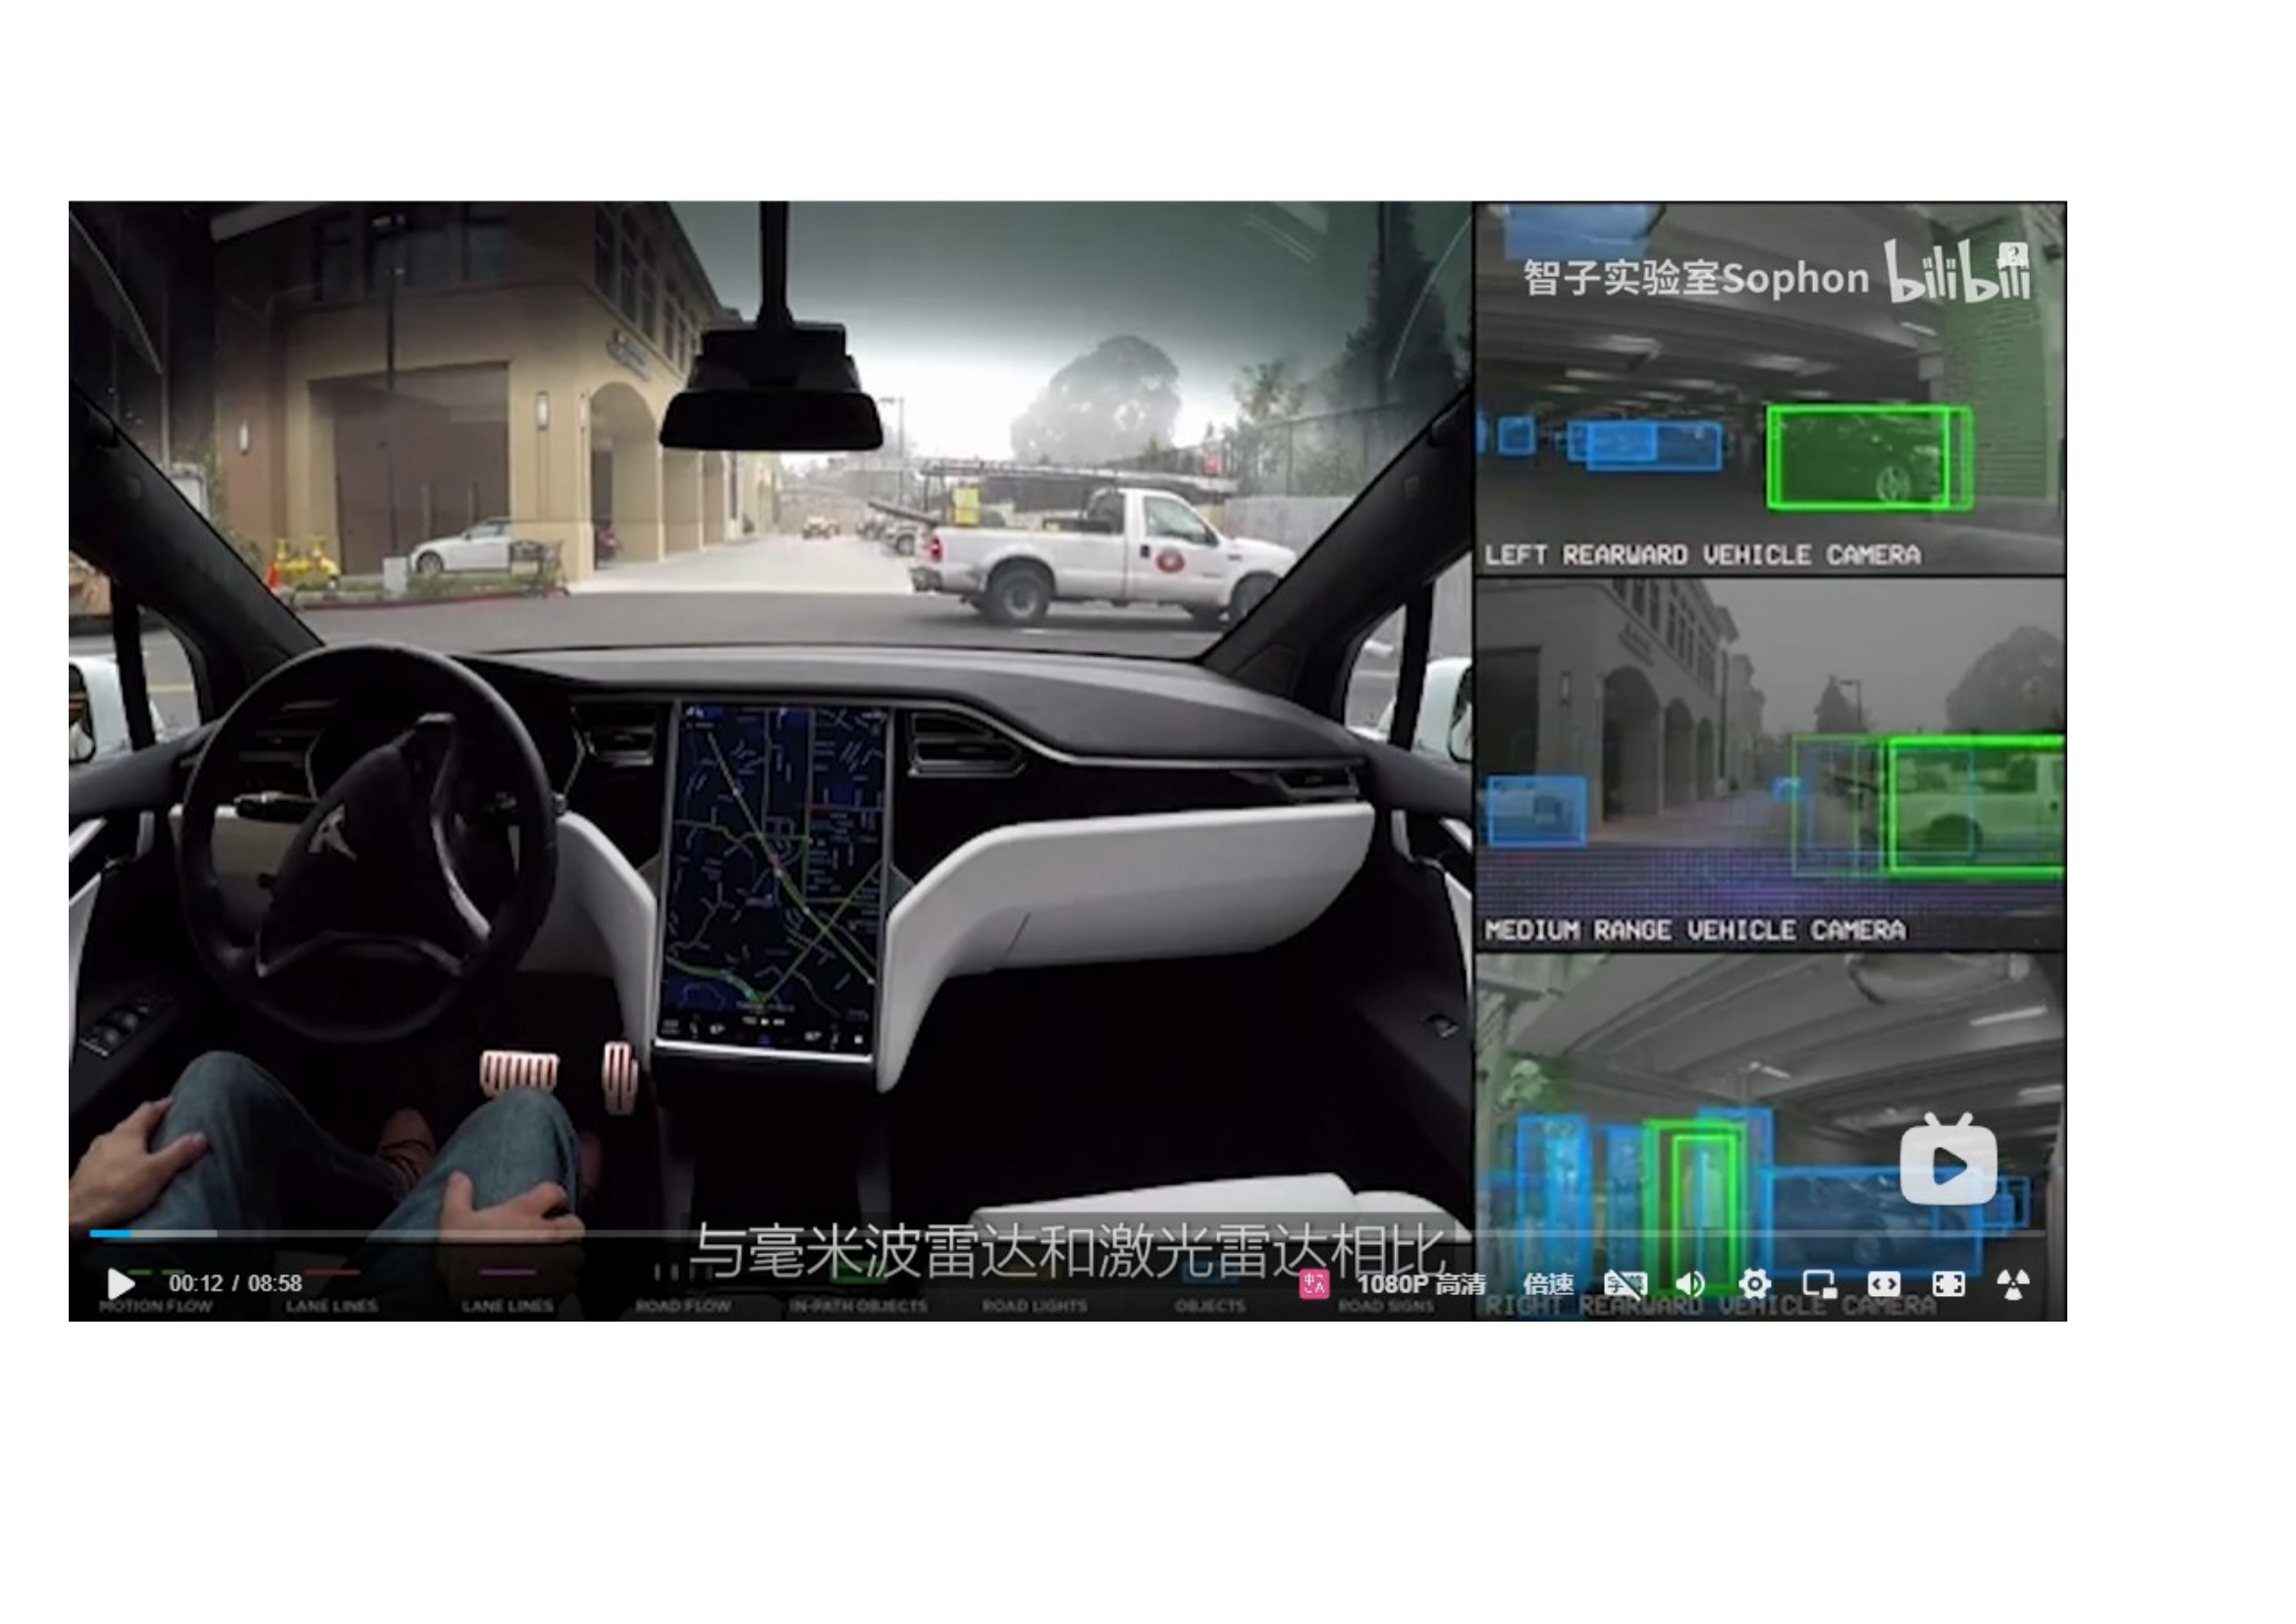 智子实验室Sophon bilibili
LEFT REARWARD VEHICLE CAMERA
MEDIUM RANGE VEHICLE CAMERA
与毫米波雷达和激光雷达相比
00:12 / 08:58
1080P 高清
倍速
字幕
MOTION FLOW
LANE LINES
LANE LINES
ROAD FLOW
IN-PATH OBJECTS
ROAD LIGHTS
OBJECTS
ROAD SIGNS
RIGHT REARWARD VEHICLE CAMERA